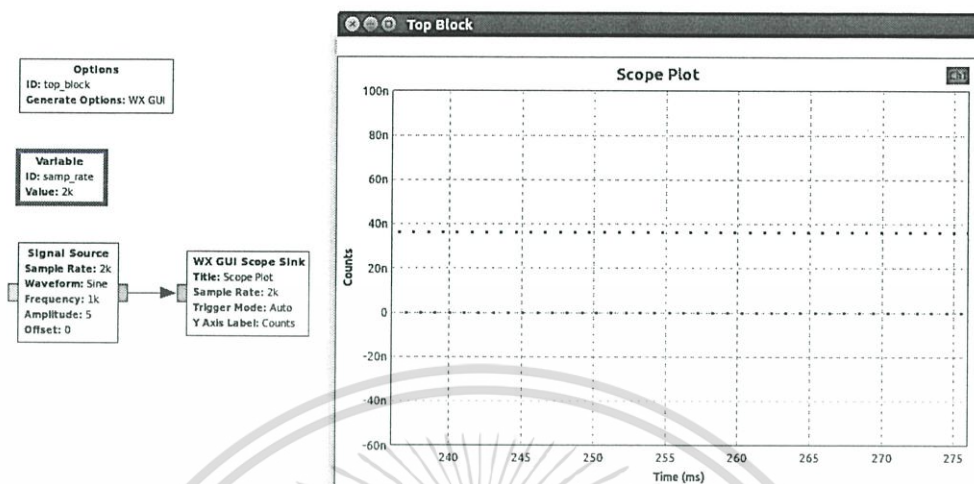 Top Block
Options
ID: top_block
Generate Options: WX GUI
Variable
ID: samp_rate
Value: 2k
Signal Source
Sample Rate: 2k
Waveform: Sine
Frequency: 1k
Amplitude: 5
Offset: 0
WX GUI Scope Sink
Title: Scope Plot
Sample Rate: 2k
Trigger Mode: Auto
Y Axis Label: Counts
Scope Plot
Ch1
100n
80n
60n
40n
20n
0
-20n
-40n
-60n
Counts
240 245 250 255 260 265 270 275
Time (ms)